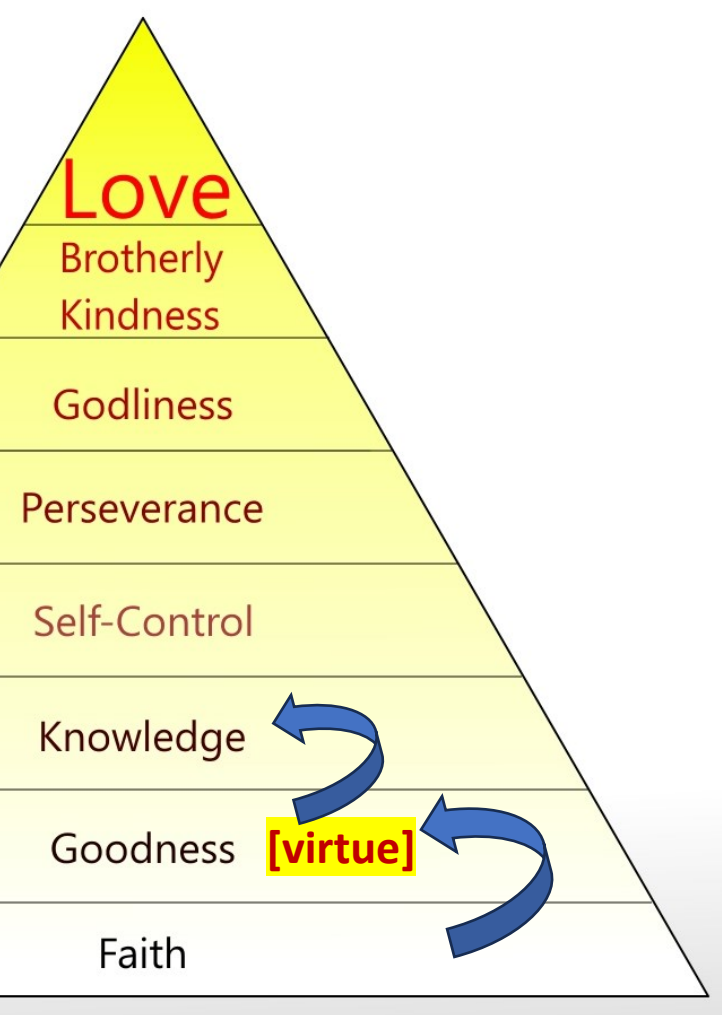 Love
Brotherly
Kindness
Godliness
Perseverance
Self-Control
Knowledge
Goodness [virtue]
Faith